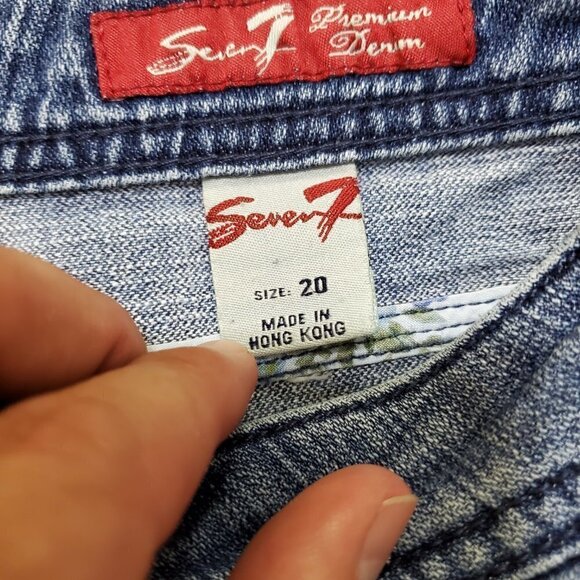 Seven7 Premium
Denim
Seven7
SIZE: 20
MADE IN
HONG KONG